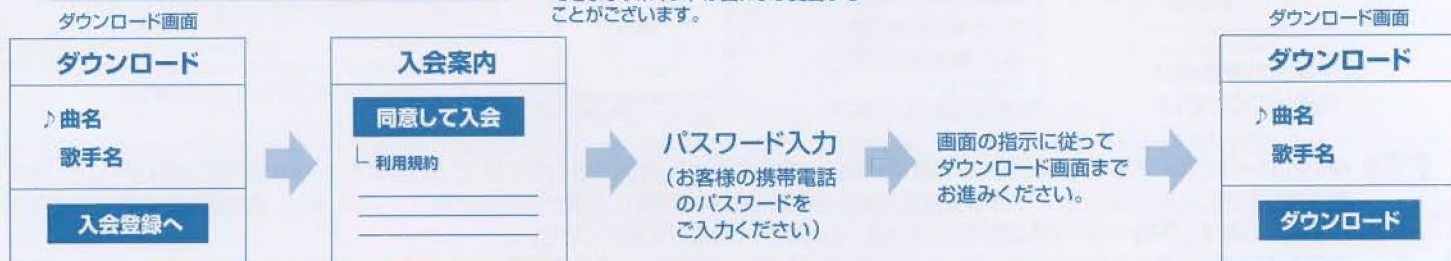 ことがございます。
ダウンロード画面
ダウンロード
♪曲名
歌手名
入会登録へ
入会案内
同意して入会
利用規約
パスワード入力
(お客様の携帯電話
のパスワードを
ご入力ください)
画面の指示に従って
ダウンロード画面まで
お進みください。
ダウンロード画面
ダウンロード
♪曲名
歌手名
ダウンロード